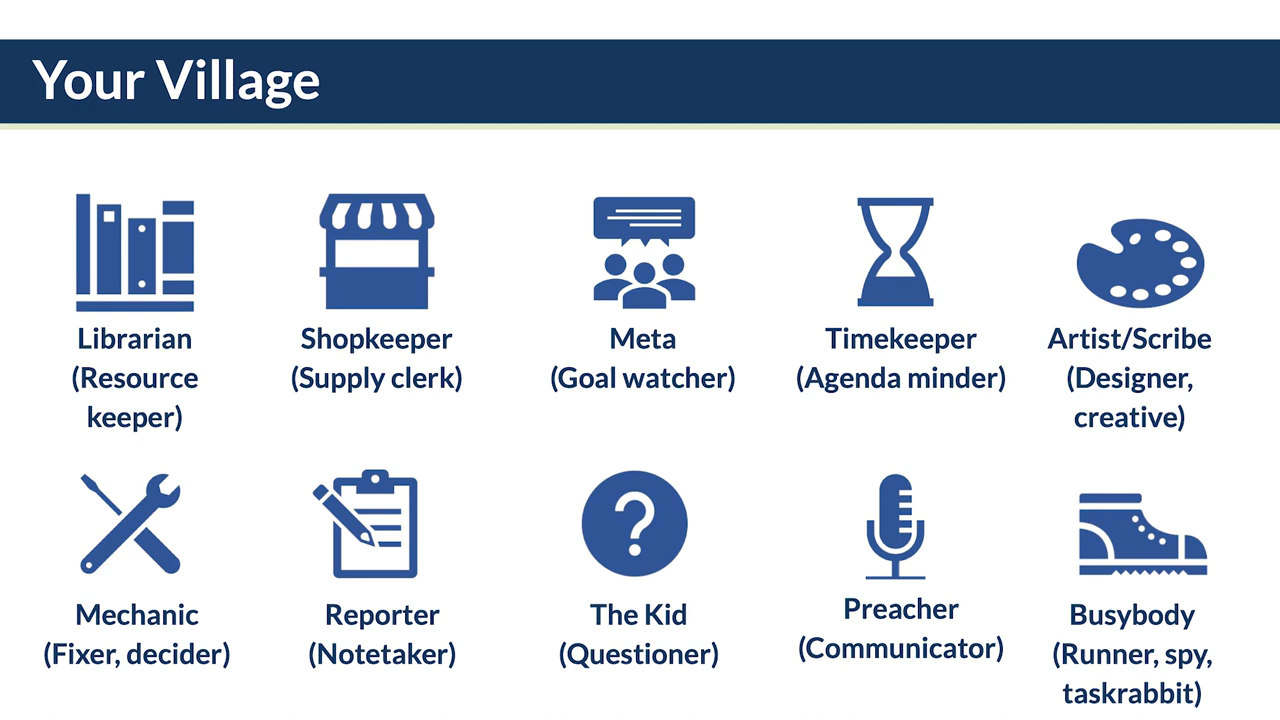 Your Village
Librarian
(Resource
keeper)
Shopkeeper
(Supply clerk)
Meta
(Goal watcher)
Timekeeper
(Agenda minder)
Artist/Scribe
(Designer,
creative)
Mechanic
(Fixer, decider)
Reporter
(Notetaker)
?
The Kid
(Questioner)
Preacher
(Communicator)
Busybody
(Runner, spy,
taskrabbit)